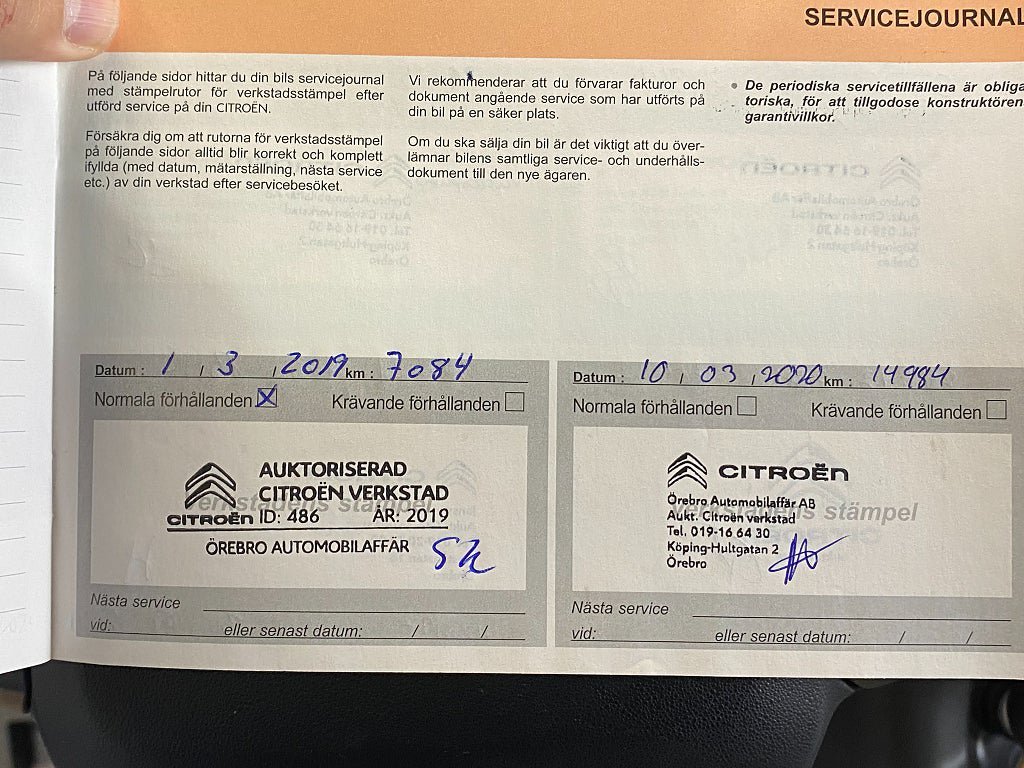 SERVICEJOURNAL
På följande sidor hittar du din bils servicejournal
med stämpelrutor för verkstadsstämpel efter
utförd service på din CITROËN.
Försäkra dig om att rutorna för verkstadsstämpel
på följande sidor alltid blir korrekt och komplett
ifyllda (med datum, mätarställning, nästa service
etc.) av din verkstad efter servicebesöket.
Vi rekommenderar att du förvarar fakturor och
dokument angående service som har utförts på
din bil på en säker plats.
Om du ska sälja din bil är det viktigt att du över-
lämnar bilens samtliga service- och underhålls-
dokument till den nye ägaren.
• De periodiska servicetillfällena är obliga-
toriska, för att tillgodose konstruktörens
garantivillkor.
Datum : 1 / 3 , 2019 km : 7084
Normala förhållanden X Krävande förhållanden
AUKTORISERAD
CITROËN VERKSTAD
Verkstadens stämpel
CITROËN ID: 486 ÅR: 2019
ÖREBRO AUTOMOBILAFFÄR
Nästa service
vid: eller senast datum: / /
Datum : 10 / 03 , 2020 km : 14984
Normala förhållanden Krävande förhållanden
CITROËN
Örebro Automobilaffär AB
Verkstadens stämpel
Aukt. Citroën verkstad
Tel. 019-16 64 30
Köping-Hultgatan 2
Örebro
Nästa service
vid: eller senast datum: / /